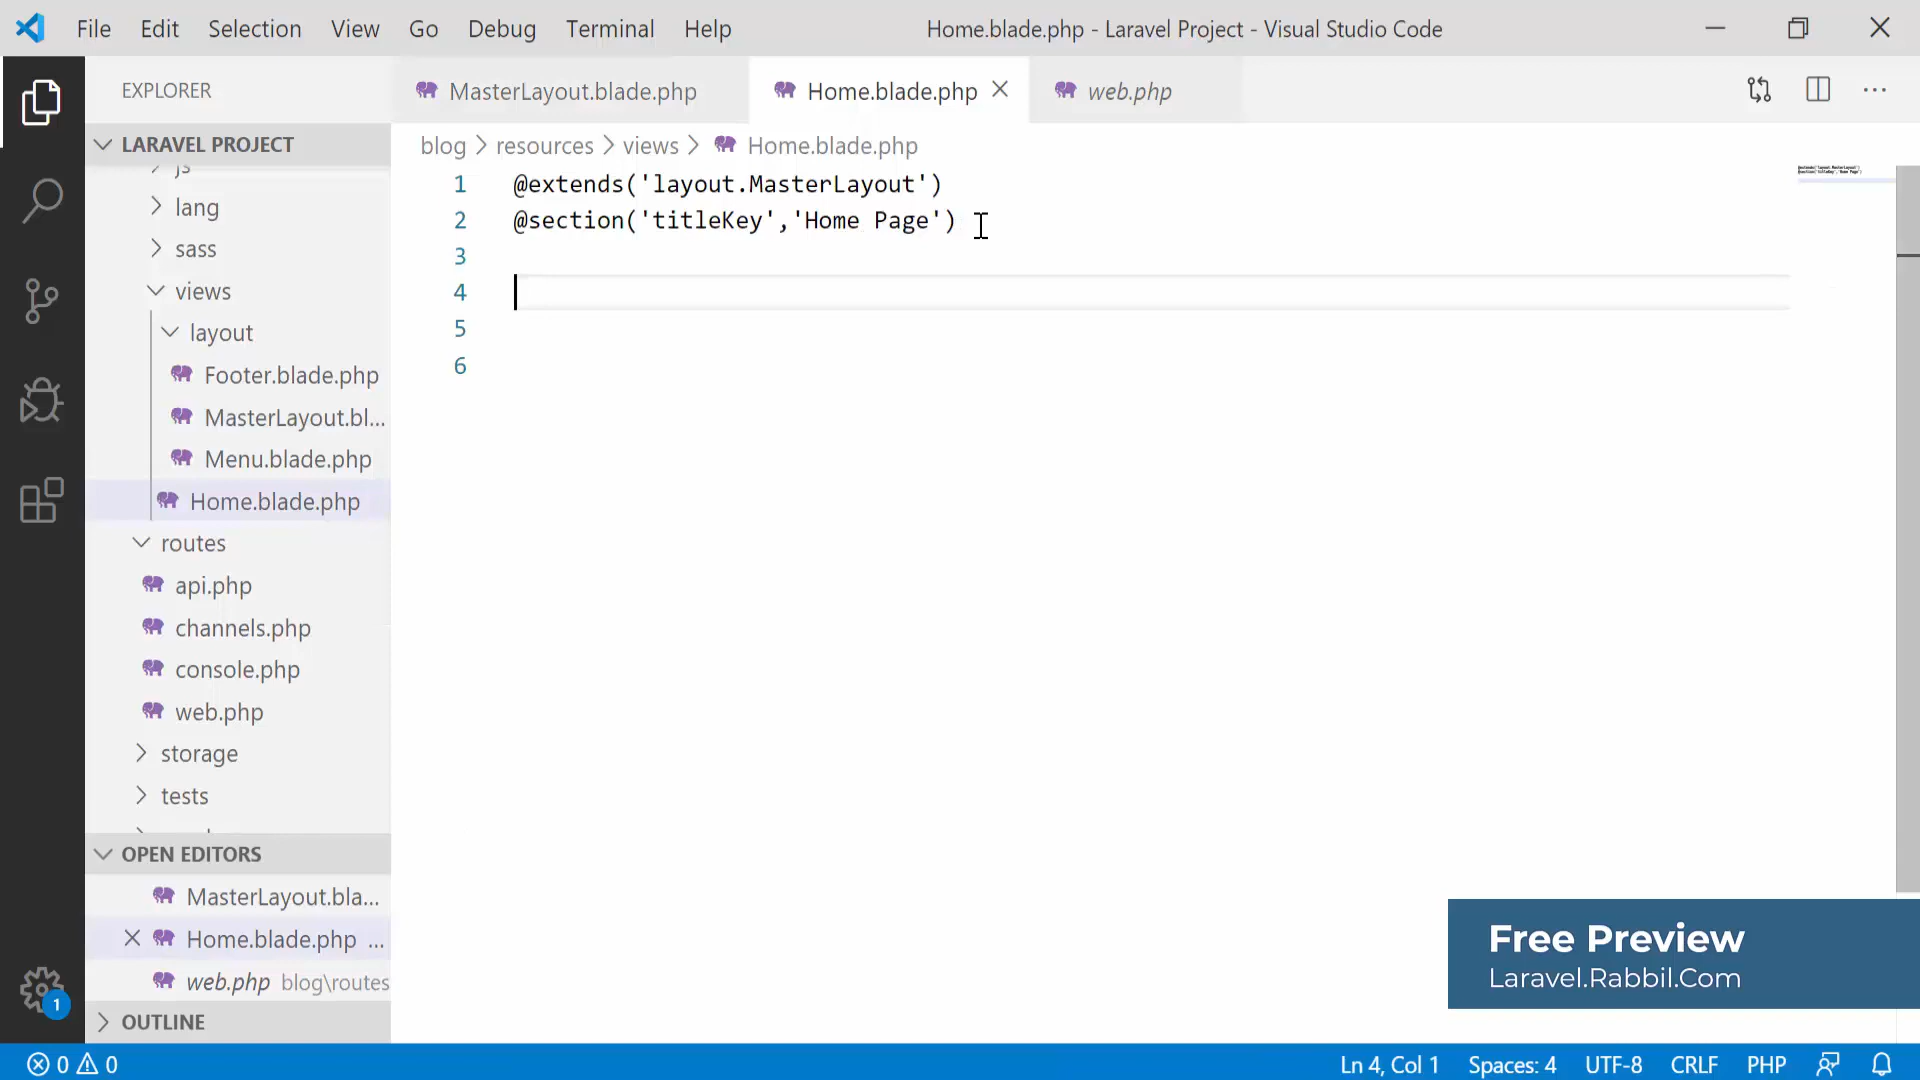 File Edit Selection View Go Debug Terminal Help Home.blade.php - Laravel Project - Visual Studio Code
EXPLORER
MasterLayout.blade.php Home.blade.php web.php
LARAVEL PROJECT
blog > resources > views > Home.blade.php
js
lang
sass
views
layout
Footer.blade.php
MasterLayout.bl...
Menu.blade.php
Home.blade.php
routes
api.php
channels.php
console.php
web.php
storage
tests
1 @extends('layout.MasterLayout')
2 @section('titleKey','Home Page')
3
4
5
6
OPEN EDITORS
MasterLayout.bla...
Home.blade.php ...
web.php blog\routes
OUTLINE
1
Free Preview
Laravel.Rabbil.Com
0 0 Ln 4, Col 1 Spaces: 4 UTF-8 CRLF PHP